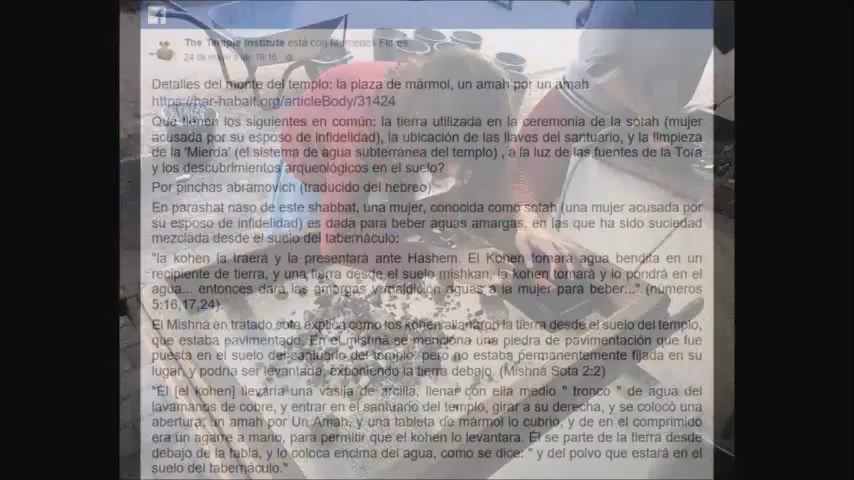 The Temple Institute está con
24 de
Detalles del monte del templo: la plaza de mármol, un amah por un amah
https://har-habait.org/articleBody/31424
Que tienen los siguientes en común: la tierra utilizada en la ceremonia de la sotah (mujer
acusada por su esposo de infidelidad), la ubicación de las llaves del santuario, y la limpieza
de la 'Mierda' (el sistema de agua subterránea del templo) , a la luz de las fuentes de la Tora
y los descubrimientos arqueológicos en el suelo?
Por pinchas abramovich (traducido del hebreo)
En parashat naso de este shabbat, una mujer, conocida como sotah (una mujer acusada por
su esposo de infidelidad) es dada para beber aguas amargas, en las que ha sido suciedad
mezclada desde el suelo del tabernáculo:
"la kohen la traerá y la presentará ante Hashem. El Kohen tomará agua bendita en un
recipiente de tierra, y una tierra desde el suelo mishkan, la kohen tomará y lo pondrá en el
agua... entonces dará las amargas y maldición aguas a la mujer para beber..." (números
5:16,17,24).
El Mishná en tratado sota explica cómo los kohen allanaron la tierra desde el suelo del templo,
que estaba pavimentado. En el mishná se menciona una piedra de pavimentación que fue
puesta en el suelo del santuario del templo, pero no estaba permanentemente fijada en su
lugar, y podría ser levantada, exponiendo la tierra debajo. (Mishná Sota 2:2)
"Él [el kohen] llevaría una vasija de arcilla, llenar con ella medio " tronco " de agua del
lavamanos de cobre, y entrar en el santuario del templo, girar a su derecha, y se colocó una
abertura, un amah por Un Amah, y una tableta de mármol lo cubrio, y de en el comprimido
era un agarre a mano, para permitir que el kohen lo levantara. Él se parte de la tierra desde
debajo de la tabla, y lo coloca encima del agua, como se dice: " y del polvo que estará en el
suelo del tabernáculo."